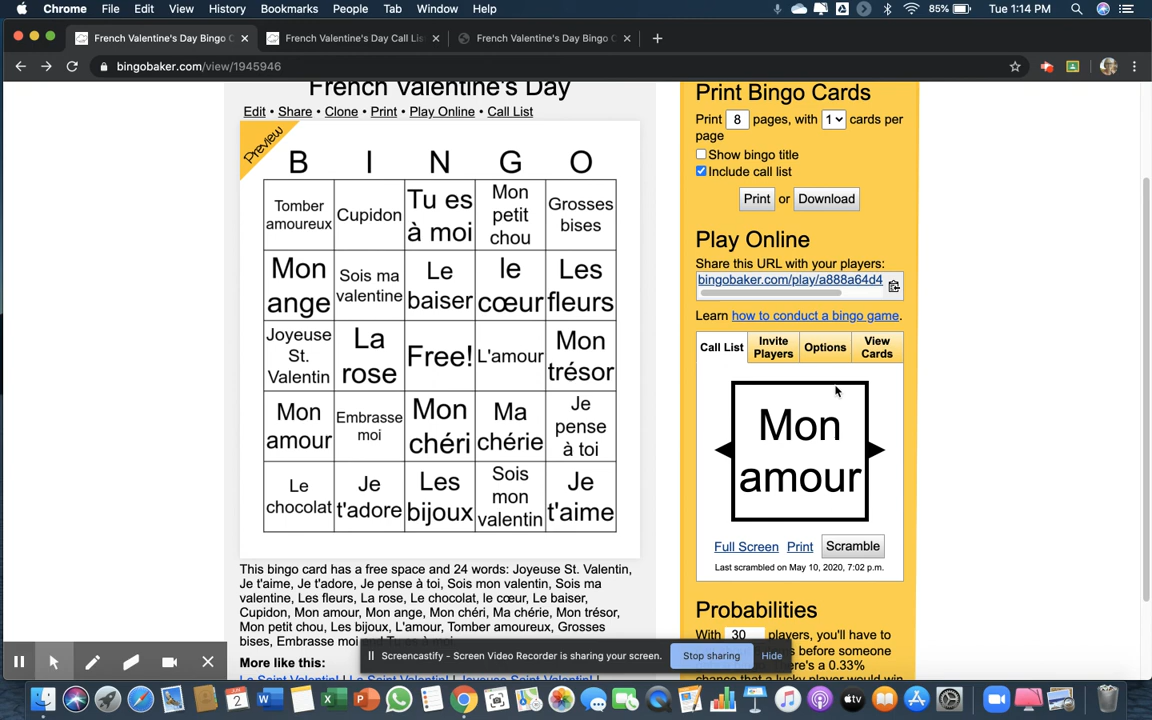 Chrome File Edit View History Bookmarks People Tab Window Help 85% Tue 1:14 PM
French Valentine's Day Bingo C French Valentine's Day Call Lis French Valentine's Day Bingo C
bingobaker.com/view/1945946
French Valentine's Day
Edit • Share • Clone • Print • Play Online • Call List
Preview
B I N G O
Tomber amoureux
Cupidon
Tu es à moi
Mon petit chou
Grosses bises
Mon ange
Sois ma valentine
Le baiser
le cœur
Les fleurs
Joyeuse St. Valentin
La rose
Free!
L'amour
Mon trésor
Mon amour
Embrasse moi
Mon chéri
Ma chérie
Je pense à toi
Le chocolat
Je t'adore
Les bijoux
Sois mon valentin
Je t'aime
This bingo card has a free space and 24 words: Joyeuse St. Valentin,
Je t'aime, Je t'adore, Je pense à toi, Sois mon valentin, Sois ma
valentine, Les fleurs, La rose, Le chocolat, le cœur, Le baiser,
Cupidon, Mon amour, Mon ange, Mon chéri, Ma chérie, Mon trésor,
Mon petit chou, Les bijoux, L'amour, Tomber amoureux, Grosses
bises, Embrasse moi
More like this:
Print Bingo Cards
Print 8 pages, with 1 cards per
page
Show bingo title
Include call list
Print or Download
Play Online
Share this URL with your players:
bingobaker.com/play/a888a64d4
Learn how to conduct a bingo game.
Call List
Invite Players
Options
View Cards
Mon
amour
Full Screen Print Scramble
Last scrambled on May 10, 2020, 7:02 p.m.
Probabilities
With 30 players, you'll have to
before someone
there's a 0.33%
chance that a lucky player would win
Screencastify - Screen Video Recorder is sharing your screen. Stop sharing Hide